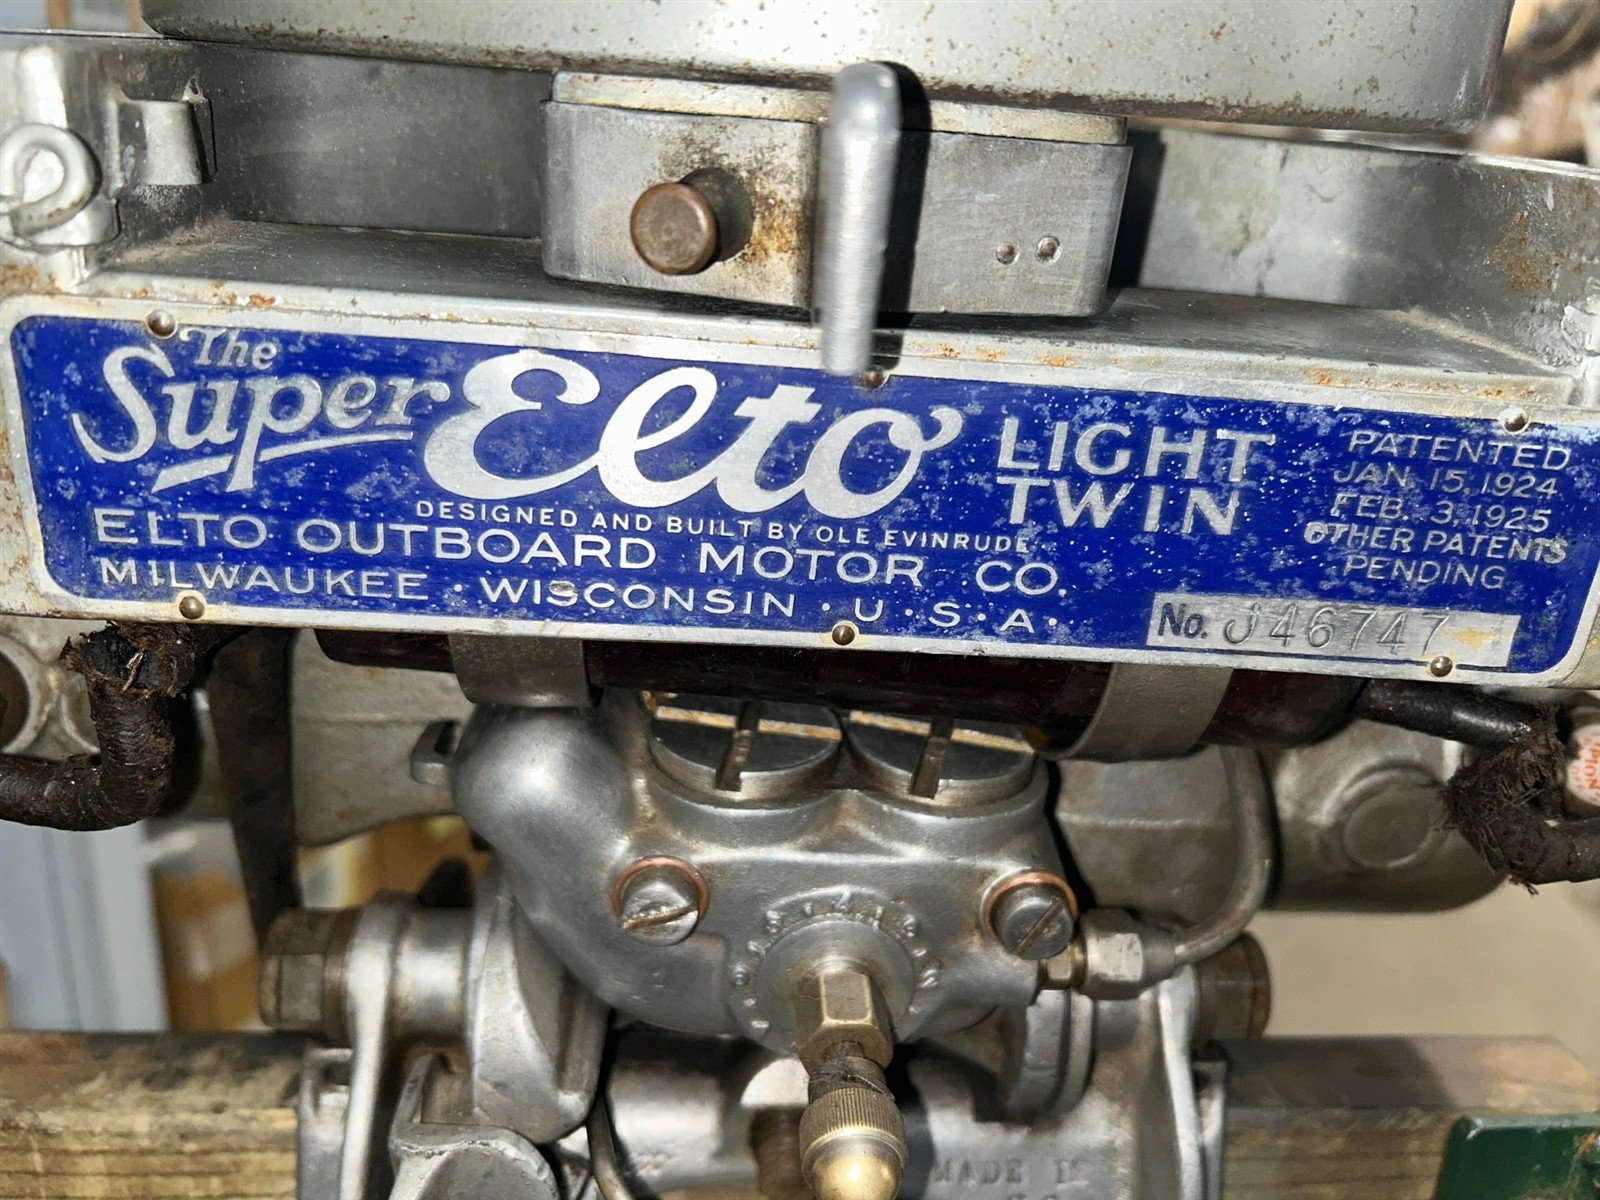 The
Super Elto LIGHT TWIN
DESIGNED AND BUILT BY OLE EVINRUDE
ELTO OUTBOARD MOTOR CO.
MILWAUKEE · WISCONSIN · U · S · A ·
PATENTED
JAN. 15, 1924
FEB. 3, 1925
OTHER PATENTS
PENDING
No. J46747
MADE